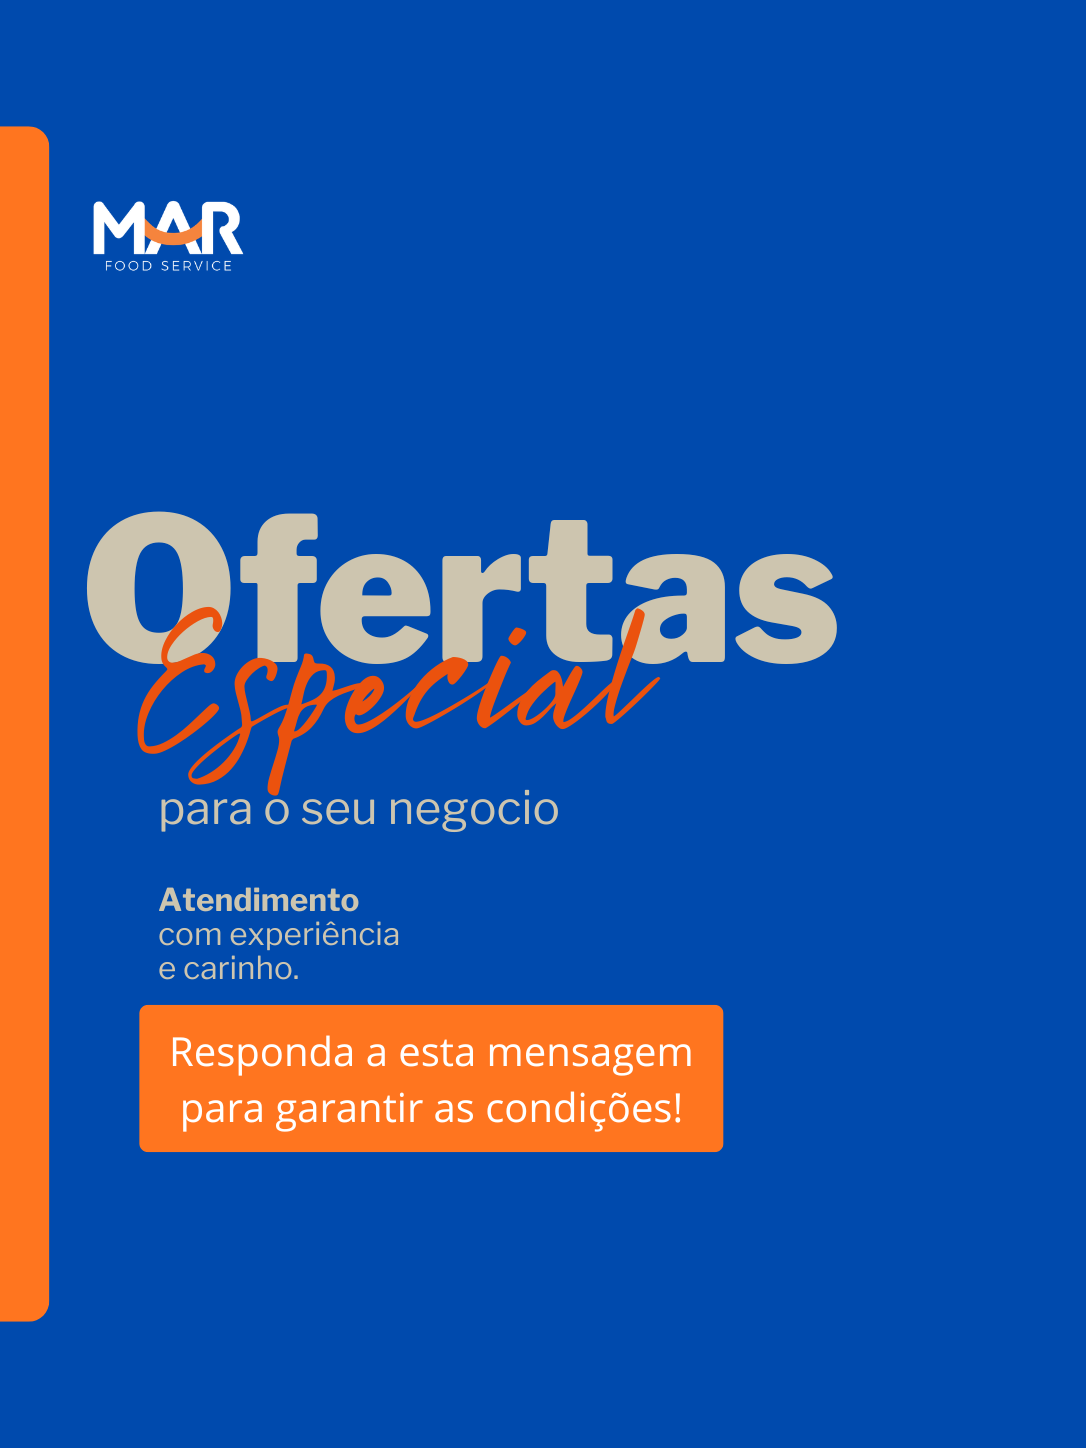 MAR
FOOD SERVICE
Ofertas
Especial
para o seu negocio
Atendimento
com experiência
e carinho.
Responda a esta mensagem
para garantir as condições!